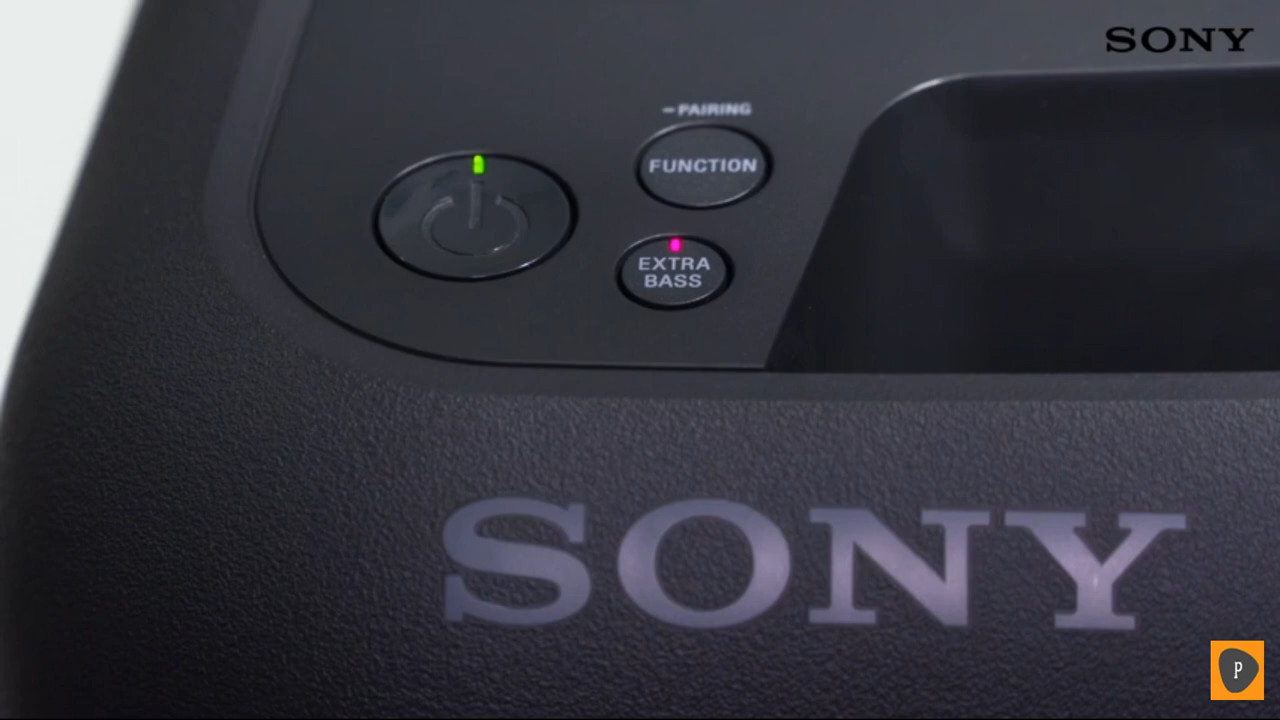 SONY
– PAIRING
FUNCTION
EXTRA
BASS
SONY
P